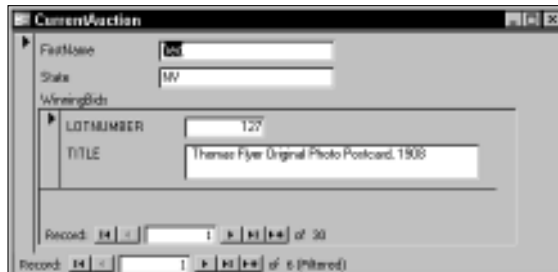 CurrentAuction
FirstName
State NV
WinningBids
LOTNUMBER 127
TITLE Thomas Flyer Original Photo Postcard, 1908
Record: 1 of 30
Record: 1 of 6 (Filtered)